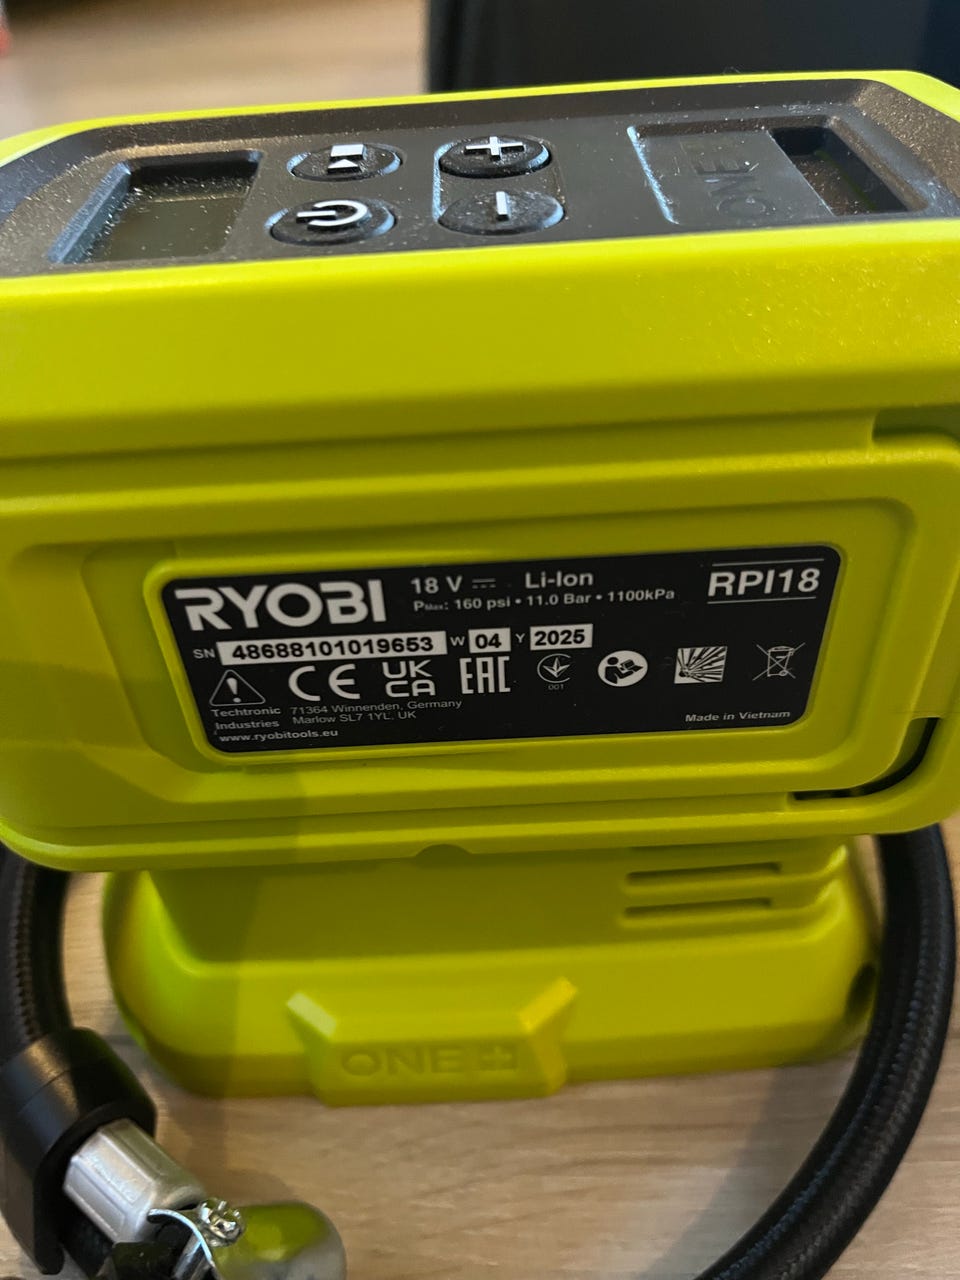 +
-
ONE
RYOBI
18 V Li-Ion
PMax: 160 psi • 11.0 Bar • 1100kPa
RPI18
SN 48688101019653 W 04 Y 2025
CE UK CA EAC
001
Techtronic Industries
71364 Winnenden, Germany
Marlow SL7 1YL, UK
www.ryobitools.eu
Made in Vietnam
ONE+